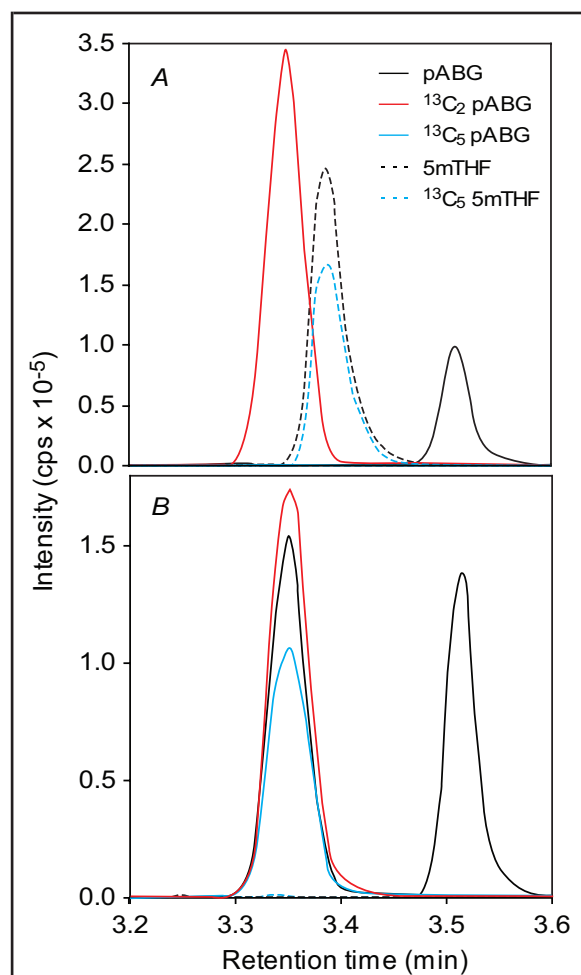 A
pABG
¹³C₂ pABG
¹³C₅ pABG
5mTHF
¹³C₅ 5mTHF
3.5
3.0
2.5
2.0
1.5
1.0
0.5
0.0
B
1.5
1.0
0.5
0.0
Intensity (cps x 10⁻⁵)
3.2 3.3 3.4 3.5 3.6
Retention time (min)